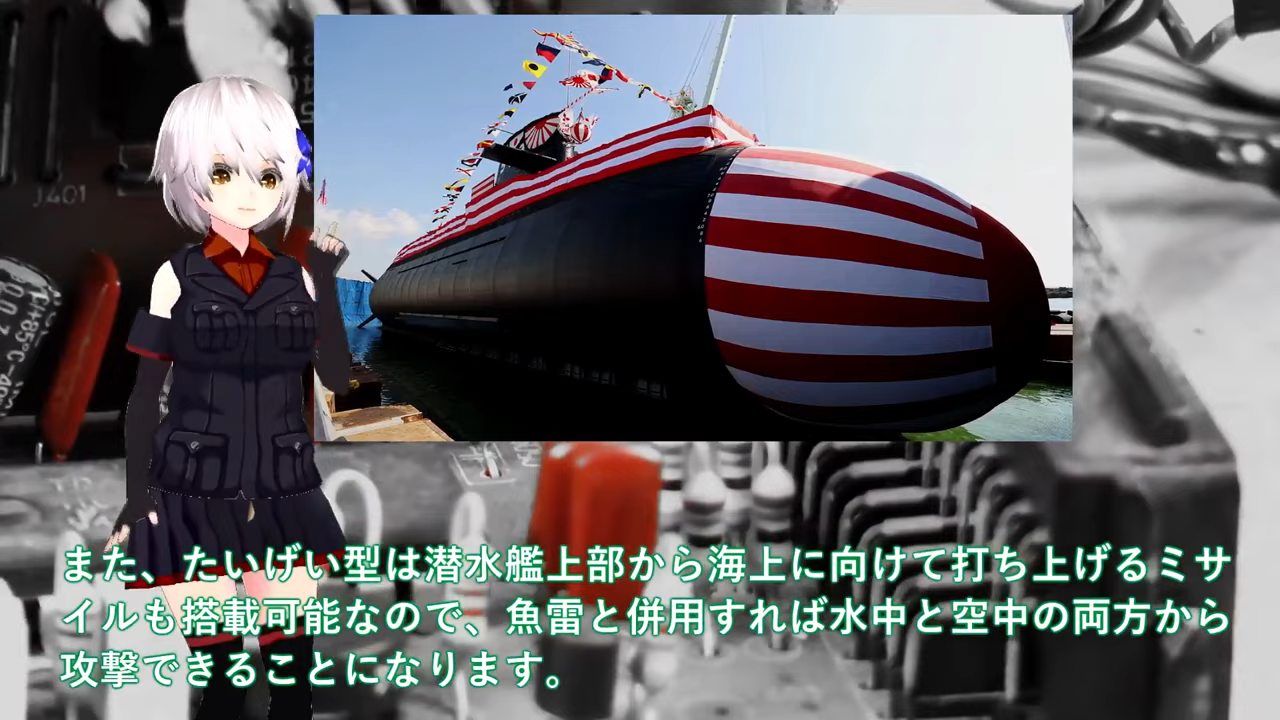 J401
また、たいげい型は潜水艦上部から海上に向けて打ち上げるミサ
イルも搭載可能なので、魚雷と併用すれば水中と空中の両方から
攻撃できることになります。